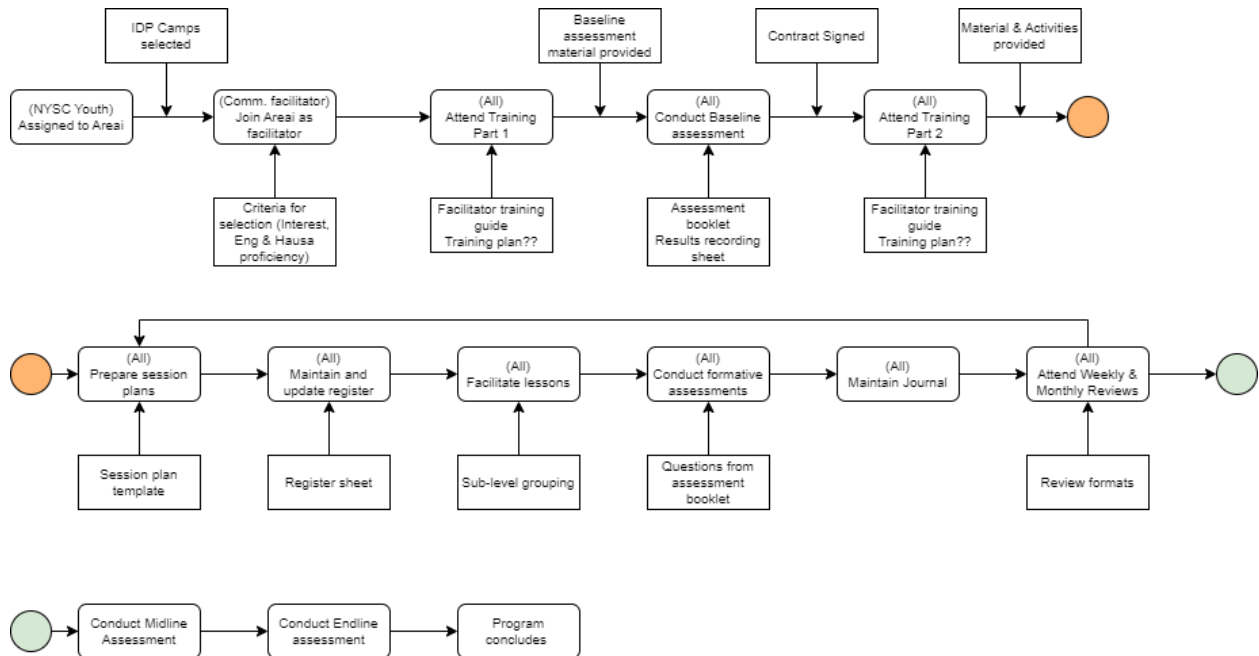 IDP Camps
selected
Baseline
assessment
material provided
Contract Signed
Material & Activities
provided
(NYSC Youth)
Assigned to Areai
(Comm. facilitator)
Join Areai as
facilitator
(All)
Attend Training
Part 1
(All)
Conduct Baseline
assessment
(All)
Attend Training
Part 2
Criteria for
selection (Interest,
Eng & Hausa
proficiency)
Facilitator training
guide
Training plan??
Assessment
booklet
Results recording
sheet
Facilitator training
guide
Training plan??
(All)
Prepare session
plans
(All)
Maintain and
update register
(All)
Facilitate lessons
(All)
Conduct formative
assessments
(All)
Maintain Journal
(All)
Attend Weekly &
Monthly Reviews
Session plan
template
Register sheet
Sub-level grouping
Questions from
assessment
booklet
Review formats
Conduct Midline
Assessment
Conduct Endline
assessment
Program
concludes